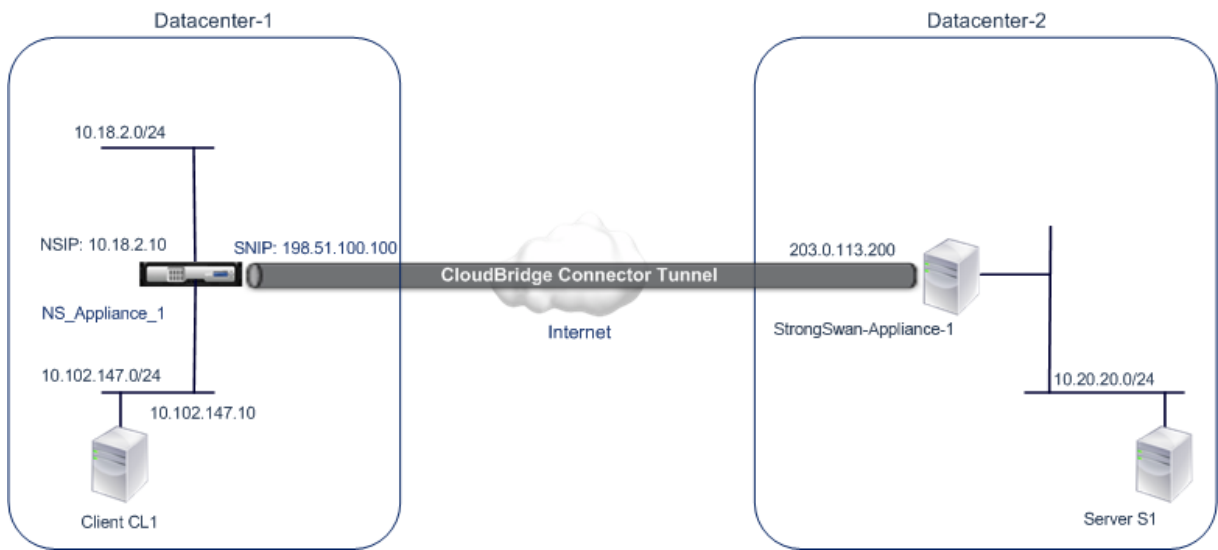 Datacenter-1
Datacenter-2
10.18.2.0/24
NSIP: 10.18.2.10
SNIP: 198.51.100.100
203.0.113.200
CloudBridge Connector Tunnel
NS_Appliance_1
Internet
StrongSwan-Appliance-1
10.102.147.0/24
10.20.20.0/24
10.102.147.10
Client CL1
Server S1